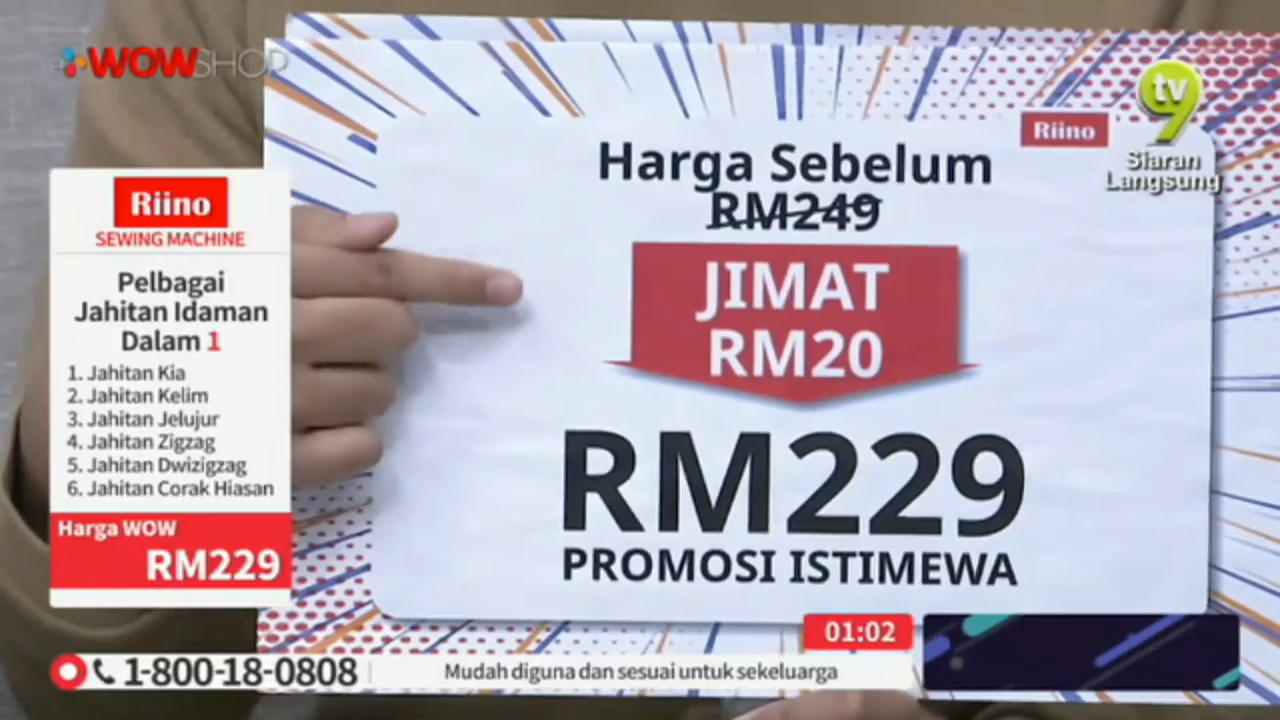 WOWSHOP
tv9
Siaran
Langsung
Riino
Harga Sebelum
RM249
JIMAT
RM20
RM229
PROMOSI ISTIMEWA
Riino
SEWING MACHINE
Pelbagai
Jahitan Idaman
Dalam 1
1. Jahitan Kia
2. Jahitan Kelim
3. Jahitan Jelujur
4. Jahitan Zigzag
5. Jahitan Dwizigzag
6. Jahitan Corak Hiasan
Harga WOW
RM229
01:02
1-800-18-0808
Mudah diguna dan sesuai untuk sekeluarga